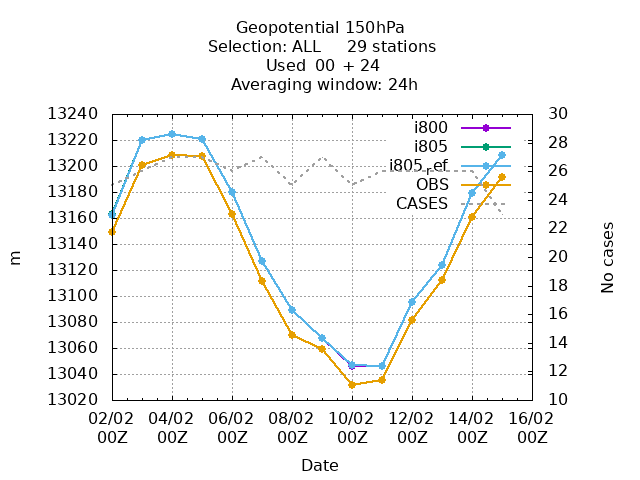 Geopotential 150hPa
Selection: ALL 29 stations
Used 00 + 24
Averaging window: 24h
13240
13220
13200
13180
13160
13140
13120
13100
13080
13060
13040
13020
m
30
28
26
24
22
20
18
16
14
12
10
No cases
i800
i805
i805_ef
OBS
CASES
02/02 04/02 06/02 08/02 10/02 12/02 14/02 16/02
00Z 00Z 00Z 00Z 00Z 00Z 00Z 00Z
Date